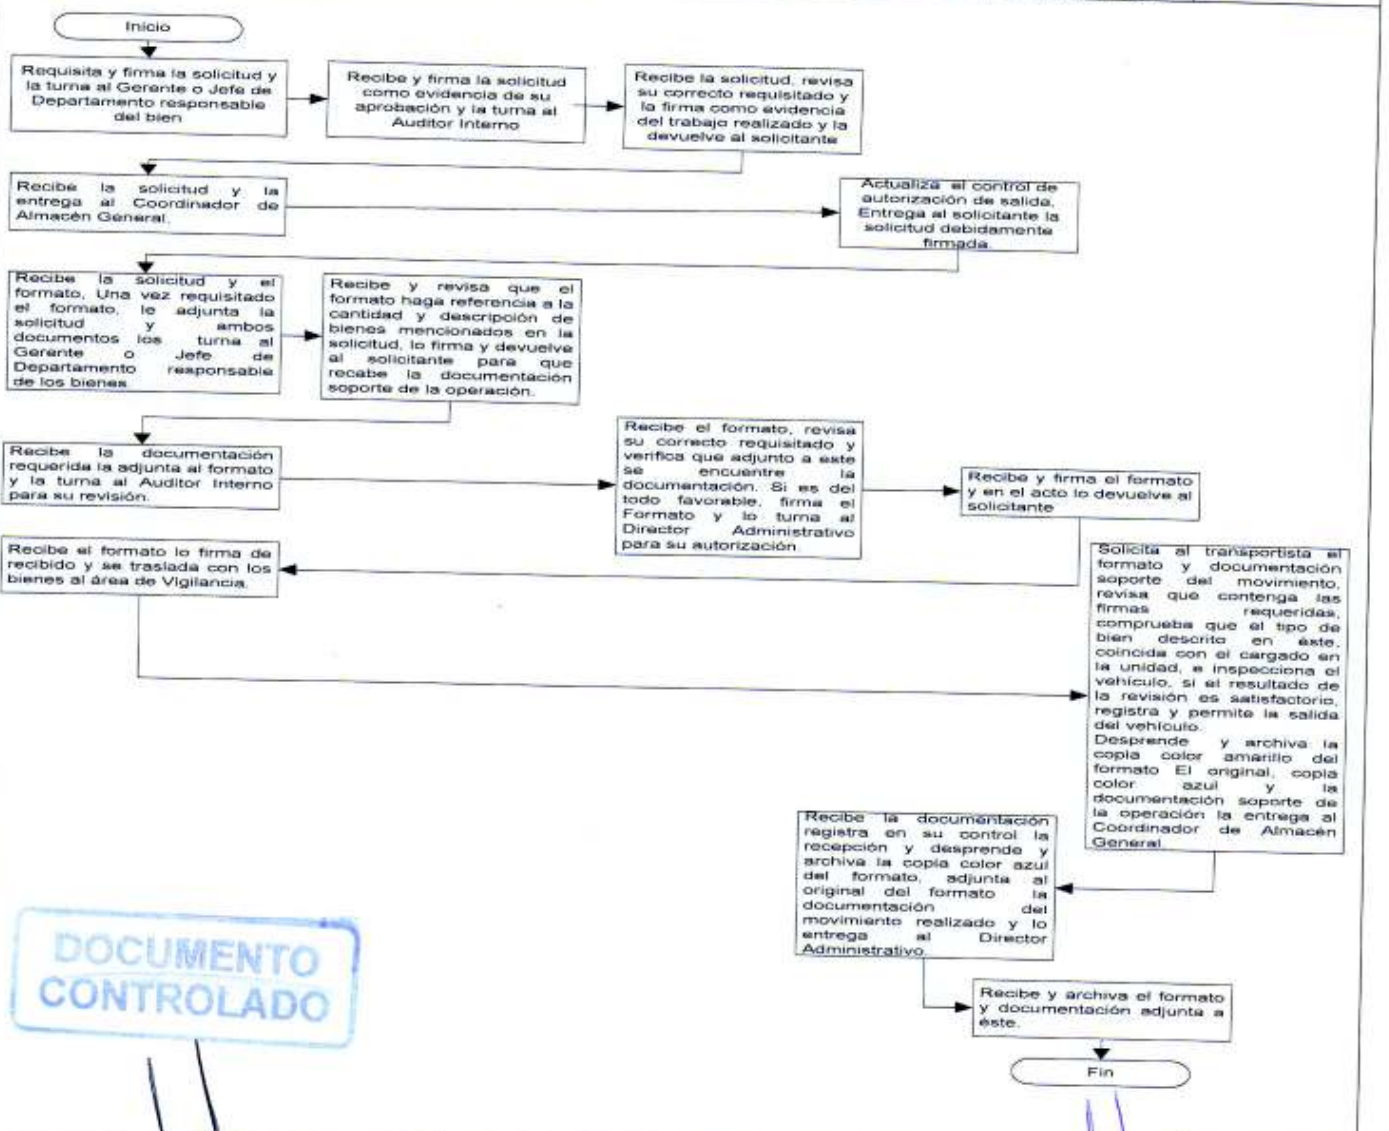 Inicio
Requisita y firma la solicitud y
la turna al Gerente o Jefe de
Departamento responsable
del bien
Recibe y firma la solicitud
como evidencia de su
aprobación y la turna al
Auditor Interno
Recibe la solicitud, revisa
su correcto requisitado y
la firma como evidencia
del trabajo realizado y la
devuelve al solicitante
Recibe la solicitud y la
entrega al Coordinador de
Almacén General.
Actualiza el control de
autorización de salida,
Entrega al solicitante la
solicitud debidamente
firmada.
Recibe la solicitud y el
formato, Una vez requisitado
el formato, le adjunta la
solicitud y ambos
documentos los turna al
Gerente o Jefe de
Departamento responsable
de los bienes
Recibe y revisa que el
formato haga referencia a la
cantidad y descripción de
bienes mencionados en la
solicitud, lo firma y devuelve
al solicitante para que
recabe la documentación
soporte de la operación.
Recibe la documentación
requerida la adjunta al formato
y la turna al Auditor Interno
para su revisión.
Recibe el formato, revisa
su correcto requisitado y
verifica que adjunto a este
se encuentre la
documentación. Si es del
todo favorable, firma el
Formato y lo turna al
Director Administrativo
para su autorización
Recibe y firma el formato
y en el acto lo devuelve al
solicitante
Recibe el formato lo firma de
recibido y se traslada con los
bienes al área de Vigilancia.
Solicita al transportista el
formato y documentación
soporte del movimiento,
revisa que contenga las
firmas requeridas,
comprueba que el tipo de
bien descrito en éste,
coincida con el cargado en
la unidad, e inspecciona el
vehículo, si el resultado de
la revisión es satisfactorio,
registra y permite la salida
del vehículo.
Desprende y archiva la
copia color amarillo del
formato El original, copia
color azul y la
documentación soporte de
la operación la entrega al
Coordinador de Almacén
General
Recibe la documentación
registra en su control la
recepción y desprende y
archiva la copia color azul
del formato, adjunta al
original del formato la
documentación del
movimiento realizado y lo
entrega al Director
Administrativo.
Recibe y archiva el formato
y documentación adjunta a
éste.
Fin
DOCUMENTO
CONTROLADO